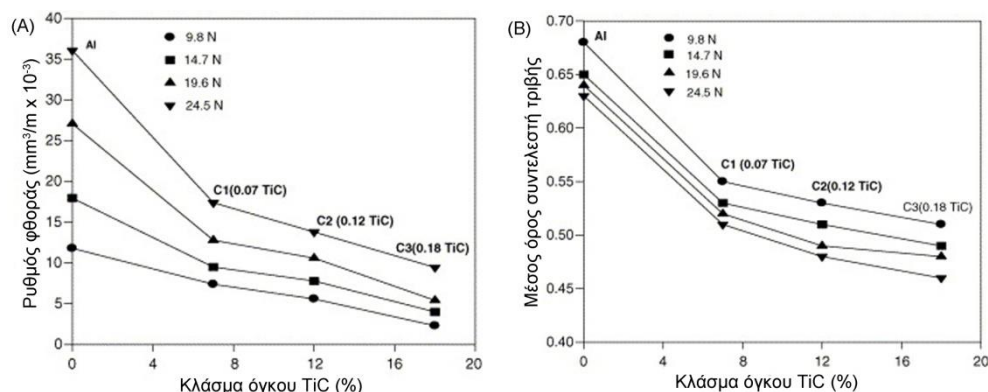 (A)
Ρυθμός φθοράς (mm³/m x 10⁻³)
40
35
30
25
20
15
10
5
0
Al
9.8 N
14.7 N
19.6 N
24.5 N
C1(0.07 TiC)
C2 (0.12 TiC)
C3(0.18 TiC)
0 4 8 12 16 20
Κλάσμα όγκου TiC (%)
(B)
Μέσος όρος συντελεστή τριβής
0.70
0.65
0.60
0.55
0.50
0.45
0.40
Al
9.8 N
14.7 N
19.6 N
24.5 N
C1 (0.07 TiC)
C2(0.12 TiC)
C3(0.18 TiC)
0 4 8 12 16 20
Κλάσμα όγκου TiC (%)